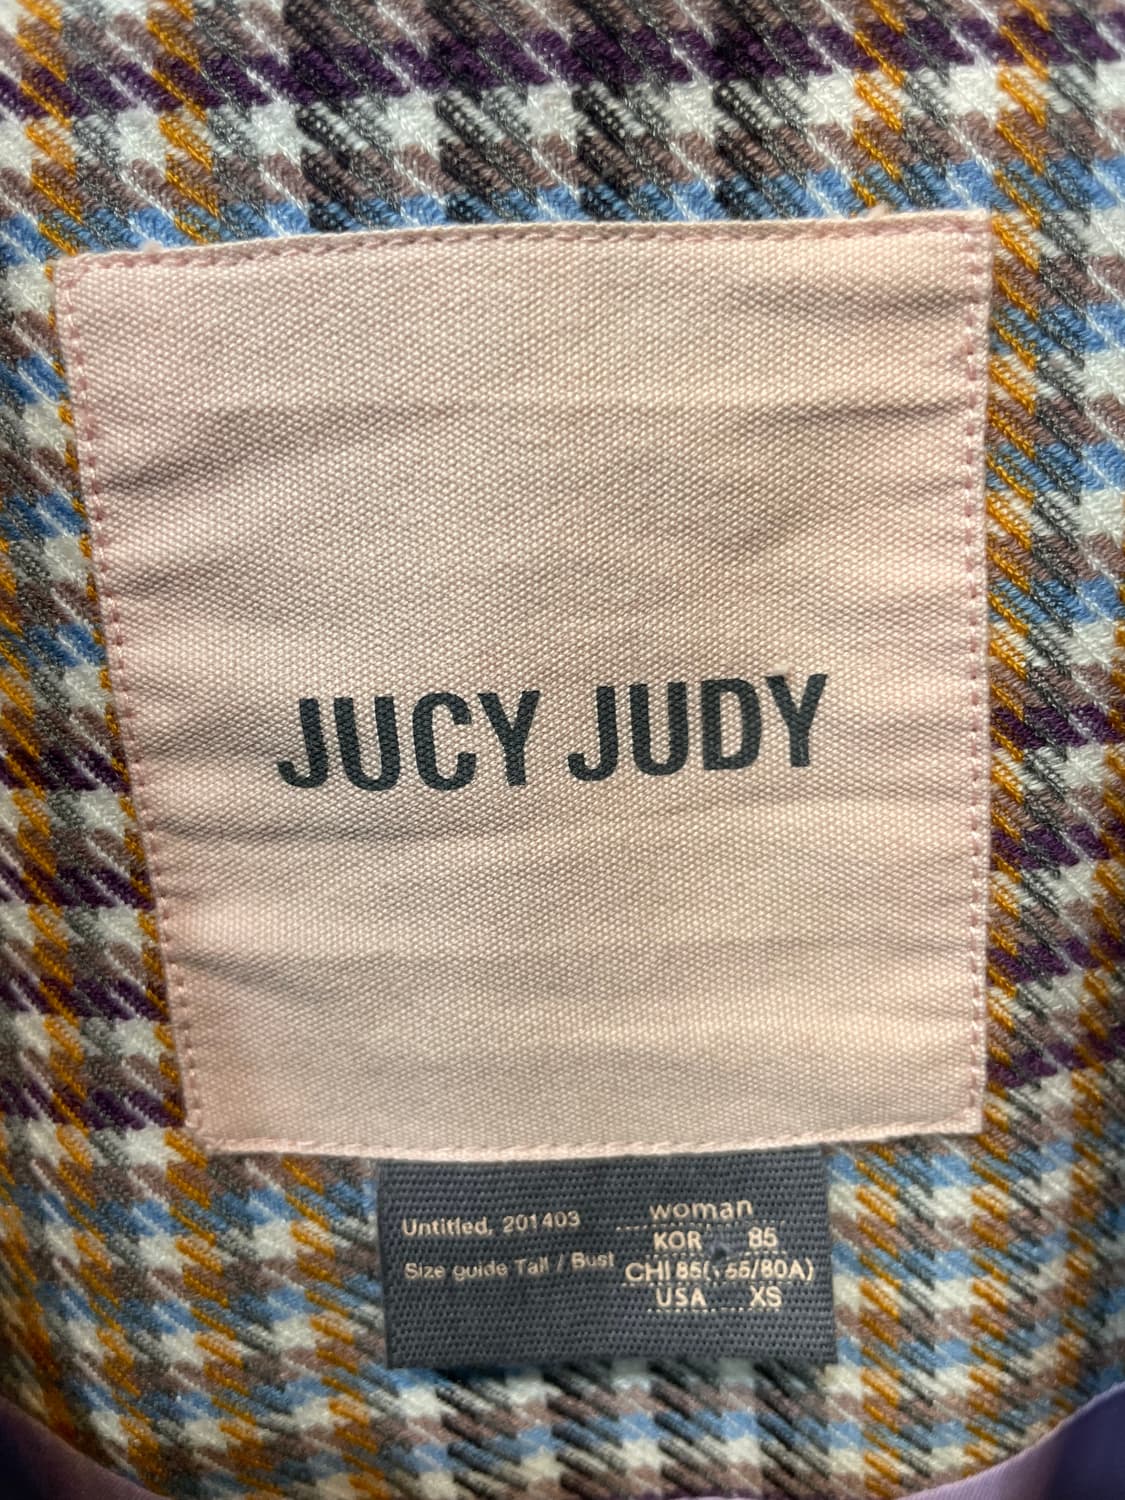 JUCY JUDY
Untitled, 201403
Size guide Tall / Bust
woman
KOR 85
CHI 85( 55/80A)
USA XS